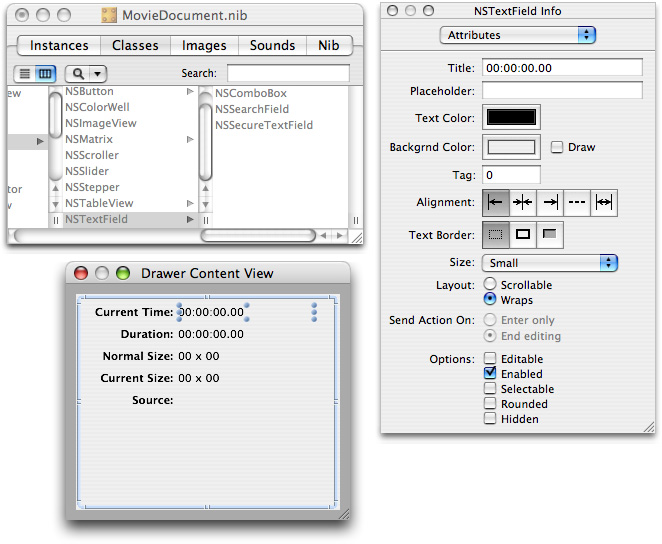 MovieDocument.nib
Instances Classes Images Sounds Nib
Search:
NSButton
NSColorWell
NSImageView
NSMatrix
NSScroller
NSSlider
NSStepper
NSTableView
NSTextField
NSComboBox
NSSearchField
NSSecureTextField
Drawer Content View
Current Time: 00:00:00.00
Duration: 00:00:00.00
Normal Size: 00 x 00
Current Size: 00 x 00
Source:
NSTextField Info
Attributes
Title: 00:00:00.00
Placeholder:
Text Color:
Backgrnd Color: Draw
Tag: 0
Alignment:
Text Border:
Size: Small
Layout: Scrollable
Wraps
Send Action On: Enter only
End editing
Options: Editable
Enabled
Selectable
Rounded
Hidden